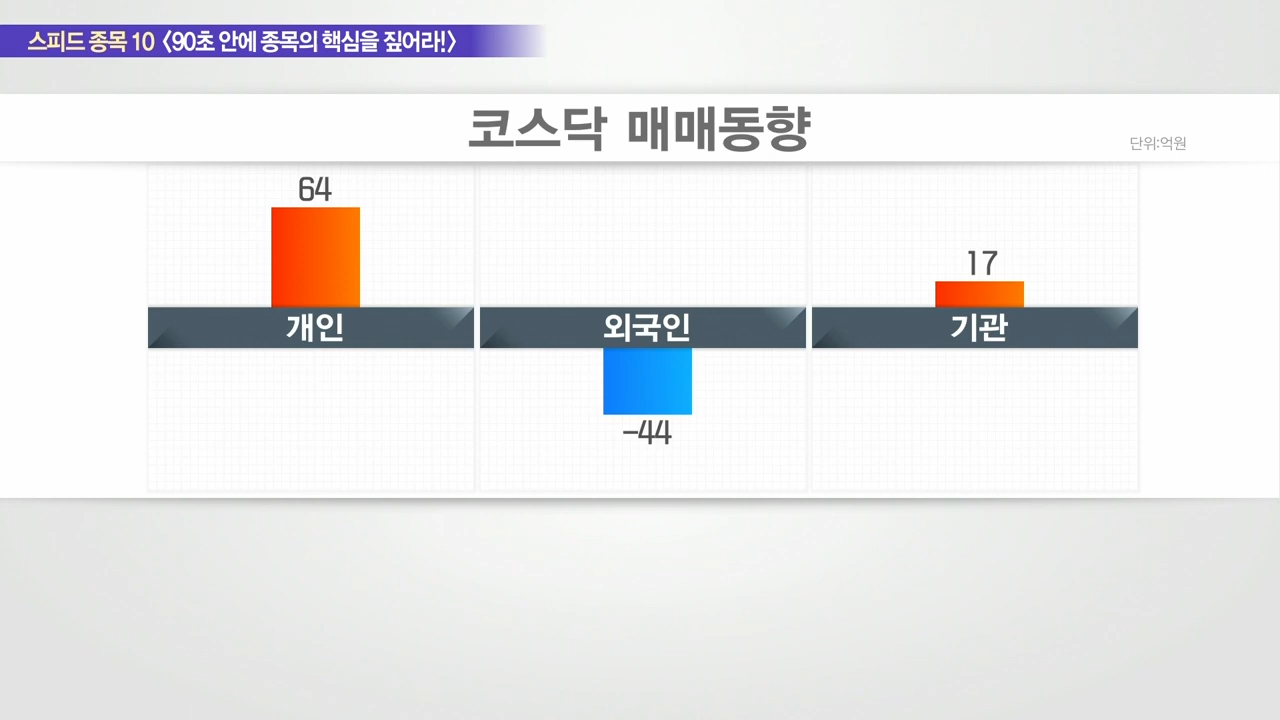 스피드 종목 10 〈90초 안에 종목의 핵심을 짚어라!〉
코스닥 매매동향
단위:억원
64
17
개인
외국인
기관
-44